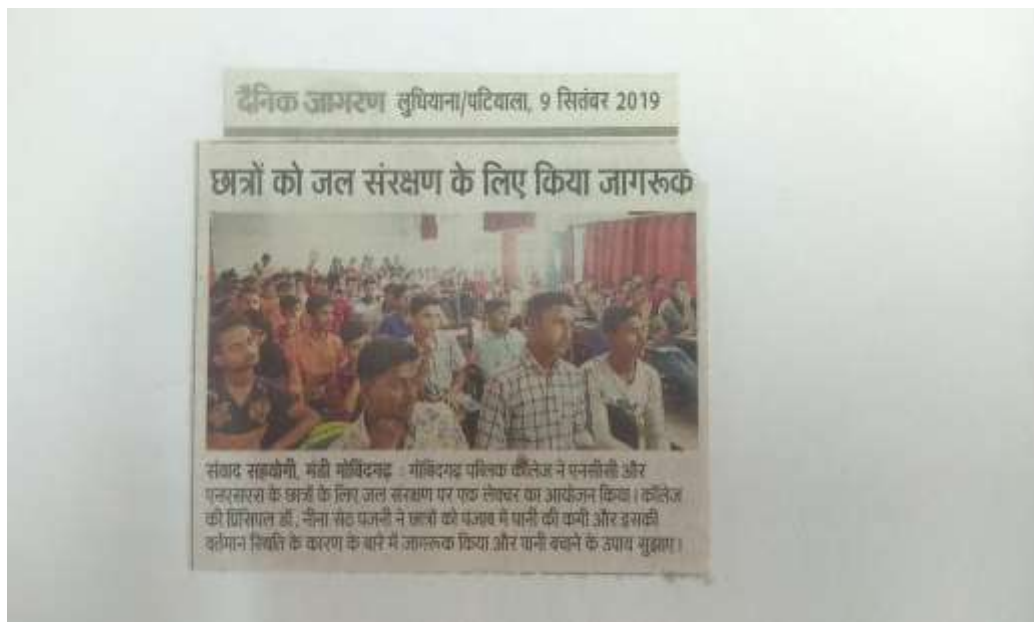 दैनिक जागरण लुधियाना/पटियाला, 9 सितंबर 2019
छात्रों को जल संरक्षण के लिए किया जागरूक
संवाद सहयोगी, मंडी गोबिंदगढ़ : गोबिंदगढ़ पब्लिक कॉलेज ने एनसीसी और
एनएसएस के छात्रों के लिए जल संरक्षण पर एक लेक्चर का आयोजन किया। कॉलेज
की प्रिंसिपल डॉ. नीना सेठ पजनी ने छात्रों को पंजाब में पानी की कमी और इसकी
वर्तमान स्थिति के कारण के बारे में जागरूक किया और पानी बचाने के उपाय सुझाए।